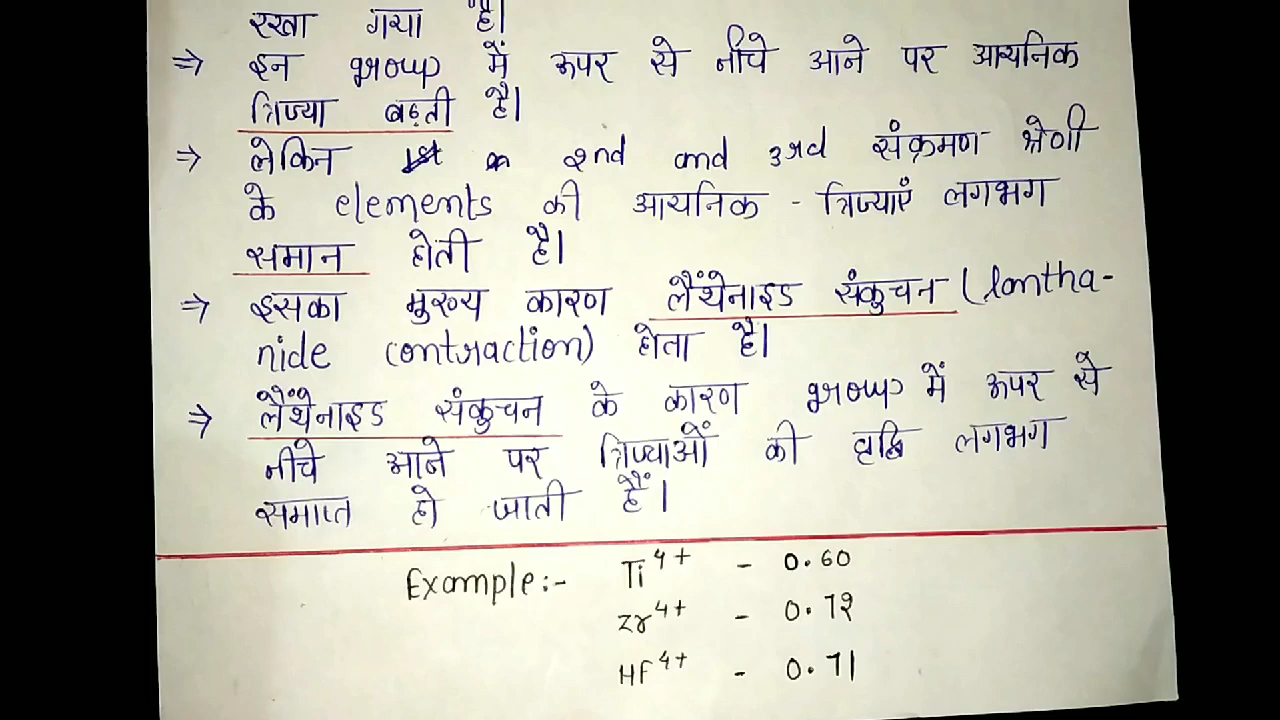 रखा गया है।
⇒ इन group में ऊपर से नीचे आने पर आयनिक
त्रिज्या बढ़ती है।
⇒ लेकिन 2nd and 3rd संक्रमण श्रेणी
के elements की आयनिक - त्रिज्याएँ लगभग
समान होती है।
⇒ इसका मुख्य कारण लैंथेनाइड संकुचन (lantha-
nide contraction) होता है।
⇒ लैंथेनाइड संकुचन के कारण group में ऊपर से
नीचे आने पर त्रिज्याओं की वृद्धि लगभग
समाप्त हो जाती हैं।
Example:- Ti⁴⁺ - 0.60
Zr⁴⁺ - 0.72
Hf⁴⁺ - 0.71